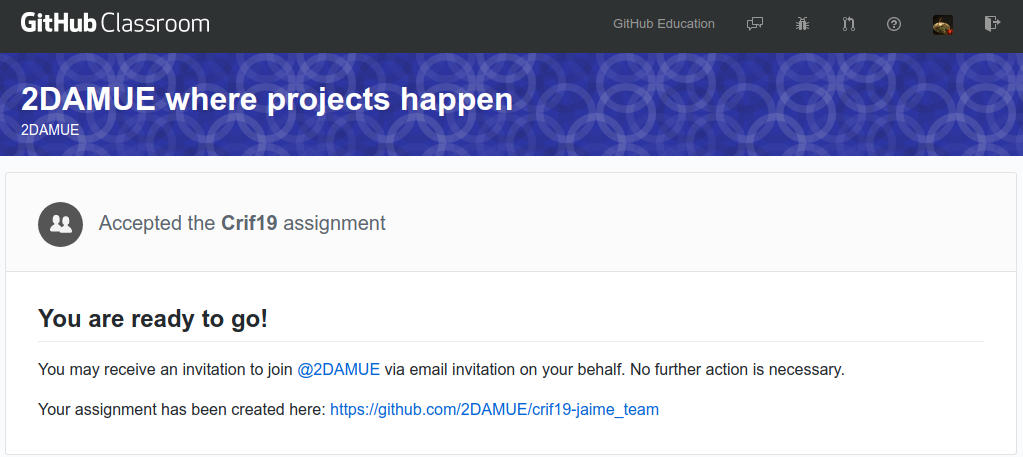 GitHub Classroom
GitHub Education
2DAMUE where projects happen
2DAMUE
Accepted the Crif19 assignment
You are ready to go!
You may receive an invitation to join @2DAMUE via email invitation on your behalf. No further action is necessary.
Your assignment has been created here: https://github.com/2DAMUE/crif19-jaime_team